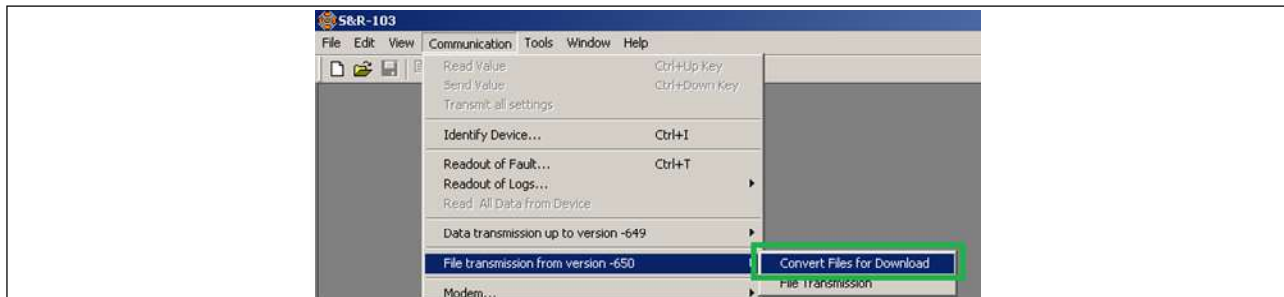 S&R-103
File Edit View Communication Tools Window Help
Read Value Ctrl+Up Key
Send Value Ctrl+Down Key
Transmit all settings
Identify Device... Ctrl+I
Readout of Fault... Ctrl+T
Readout of Logs...
Read All Data from Device
Data transmission up to version -649
File transmission from version -650 Convert Files for Download
File Transmission
Modem...